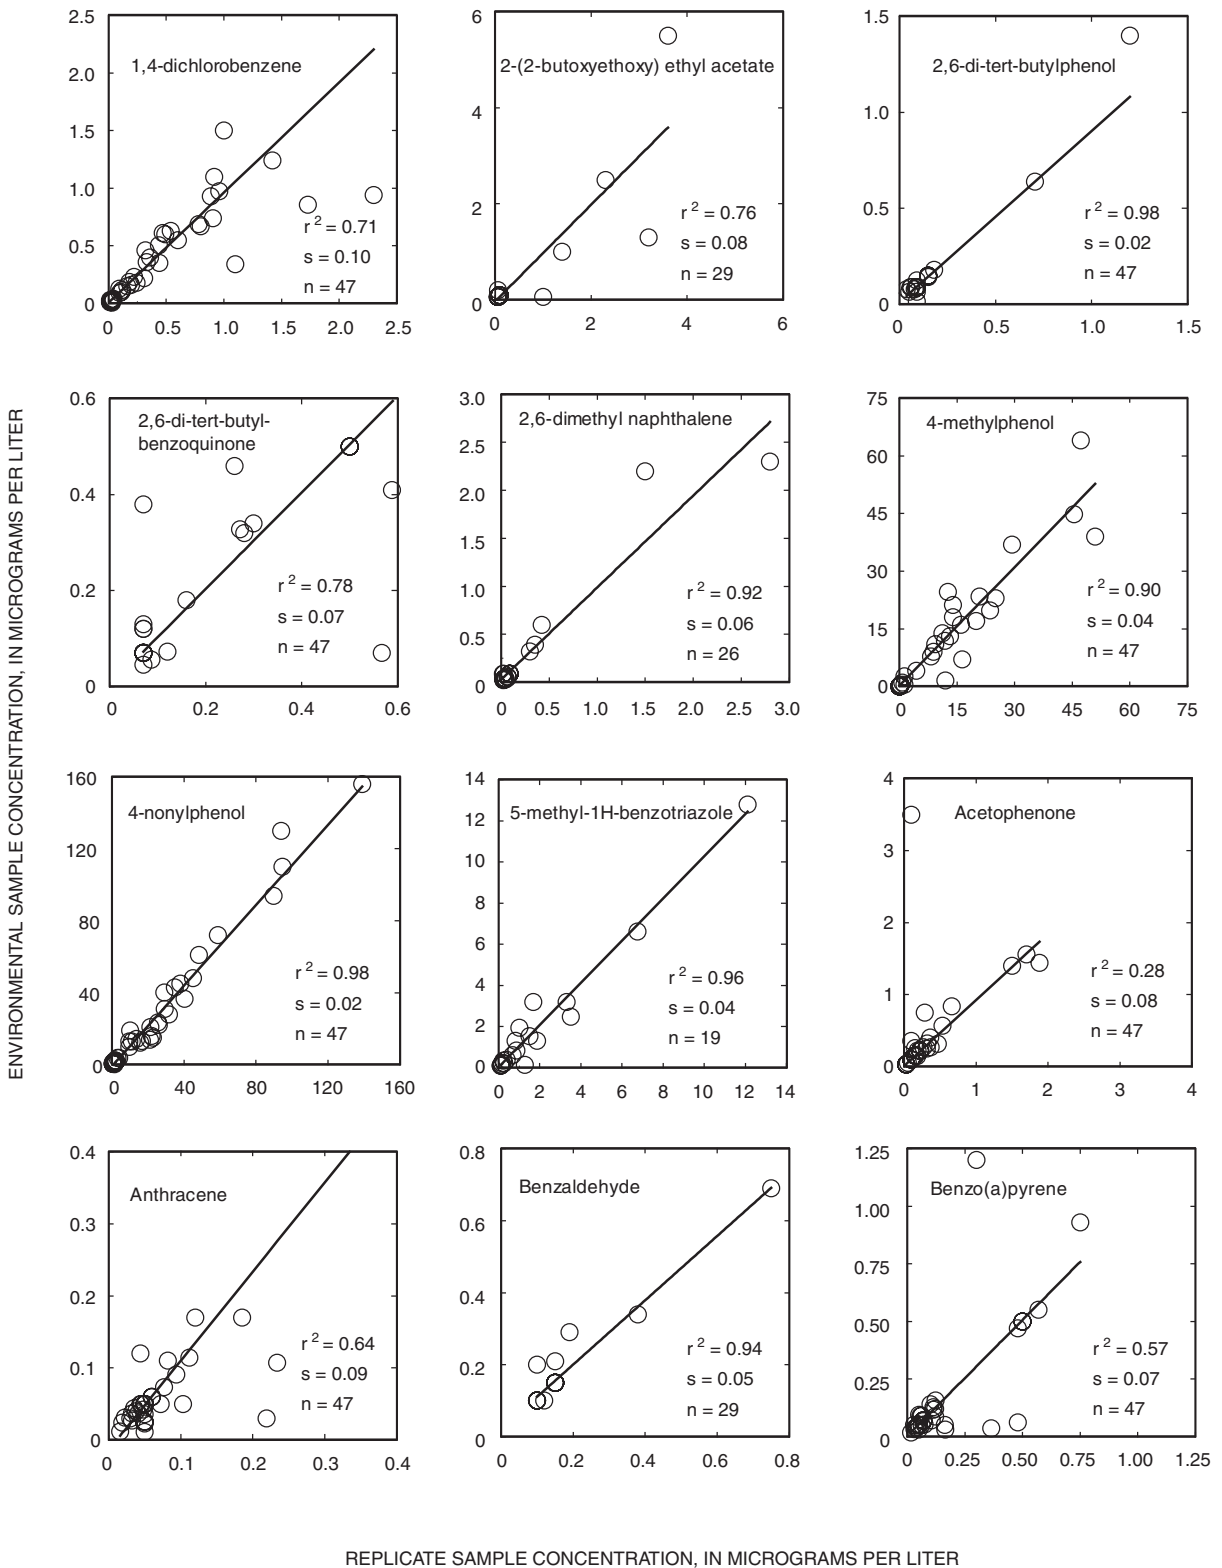 ENVIRONMENTAL SAMPLE CONCENTRATION, IN MICROGRAMS PER LITER
2.5
2.0
1.5
1.0
0.5
0
1,4-dichlorobenzene
r 2 = 0.71
s = 0.10
n = 47
0 0.5 1.0 1.5 2.0 2.5
6
4
2
0
2-(2-butoxyethoxy) ethyl acetate
r 2 = 0.76
s = 0.08
n = 29
0 2 4 6
1.5
1.0
0.5
0
2,6-di-tert-butylphenol
r 2 = 0.98
s = 0.02
n = 47
0 0.5 1.0 1.5
0.6
0.4
0.2
0
2,6-di-tert-butyl-
benzoquinone
r 2 = 0.78
s = 0.07
n = 47
0 0.2 0.4 0.6
3.0
2.5
2.0
1.5
1.0
0.5
0
2,6-dimethyl naphthalene
r 2 = 0.92
s = 0.06
n = 26
0 0.5 1.0 1.5 2.0 2.5 3.0
75
60
45
30
15
0
4-methylphenol
r 2 = 0.90
s = 0.04
n = 47
0 15 30 45 60 75
160
120
80
40
0
4-nonylphenol
r 2 = 0.98
s = 0.02
n = 47
0 40 80 120 160
14
12
10
8
6
4
2
0
5-methyl-1H-benzotriazole
r 2 = 0.96
s = 0.04
n = 19
0 2 4 6 8 10 12 14
4
3
2
1
0
Acetophenone
r 2 = 0.28
s = 0.08
n = 47
0 1 2 3 4
0.4
0.3
0.2
0.1
0
Anthracene
r 2 = 0.64
s = 0.09
n = 47
0 0.1 0.2 0.3 0.4
0.8
0.6
0.4
0.2
0
Benzaldehyde
r 2 = 0.94
s = 0.05
n = 29
0 0.2 0.4 0.6 0.8
1.25
1.00
0.75
0.50
0.25
0
Benzo(a)pyrene
r 2 = 0.57
s = 0.07
n = 47
0 0.25 0.50 0.75 1.00 1.25
REPLICATE SAMPLE CONCENTRATION, IN MICROGRAMS PER LITER